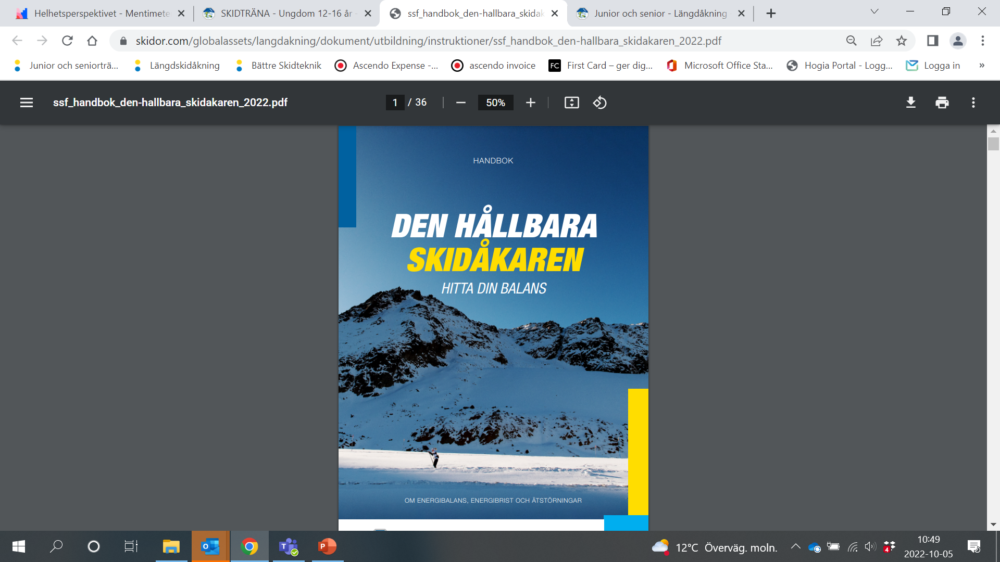 Helhetsperspektivet - Mentimete
SKIDTRÄNA - Ungdom 12-16 år -
ssf_handbok_den-hallbara_skidak
Junior och senior - Längdåkning
skidor.com/globalassets/langdakning/dokument/utbildning/instruktioner/ssf_handbok_den-hallbara_skidakaren_2022.pdf
Junior och seniorträ...
Längdskidåkning
Bättre Skidteknik
Ascendo Expense -...
ascendo invoice
FC
First Card – ger dig...
Microsoft Office Sta...
Hogia Portal - Logg...
Logga in
»
ssf_handbok_den-hallbara_skidakaren_2022.pdf
1 / 36
50%
HANDBOK
DEN HÅLLBARA
SKIDÅKAREN
HITTA DIN BALANS
OM ENERGIBALANS, ENERGIBRIST OCH ÄTSTÖRNINGAR
12°C Överväg. moln.
4
10:49
2022-10-05